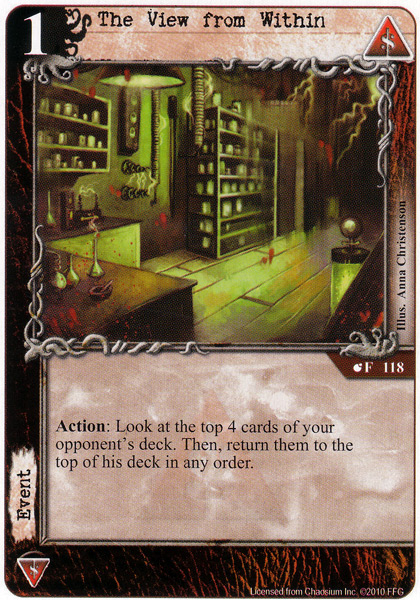 1
The View from Within
Illus. Anna Christenson
F 118
Action: Look at the top 4 cards of your
opponent's deck. Then, return them to the
top of his deck in any order.
Event
Licensed from Chaosium Inc. ©2010 FFG